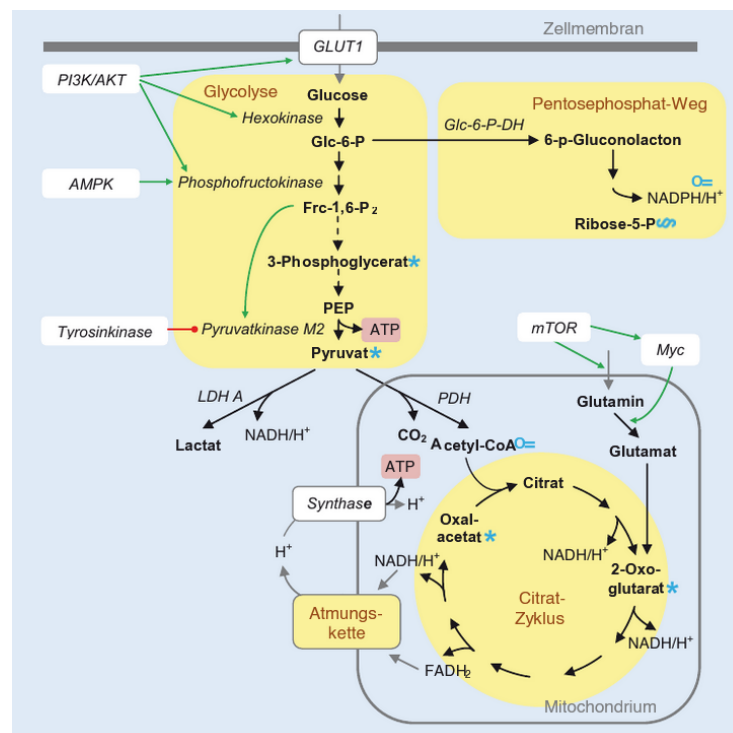 Zellmembran
GLUT1
PI3K/AKT
Glycolyse
Glucose
Hexokinase
Pentosephosphat-Weg
Glc-6-P-DH
Glc-6-P
6-p-Gluconolacton
AMPK
Phosphofructokinase
NADPH/H+
Frc-1,6-P2
Ribose-5-P
3-Phosphoglycerat*
PEP
Tyrosinkinase
Pyruvatkinase M2
ATP
mTOR
Pyruvat*
Myc
LDH A
PDH
Glutamin
Lactat
NADH/H+
CO2
Acetyl-CoA
Glutamat
ATP
Citrat
Synthase
H+
Oxal-
acetat*
H+
NADH/H+
NADH/H+
2-Oxo-
glutarat*
Atmungs-
kette
Citrat-
Zyklus
NADH/H+
FADH2
Mitochondrium